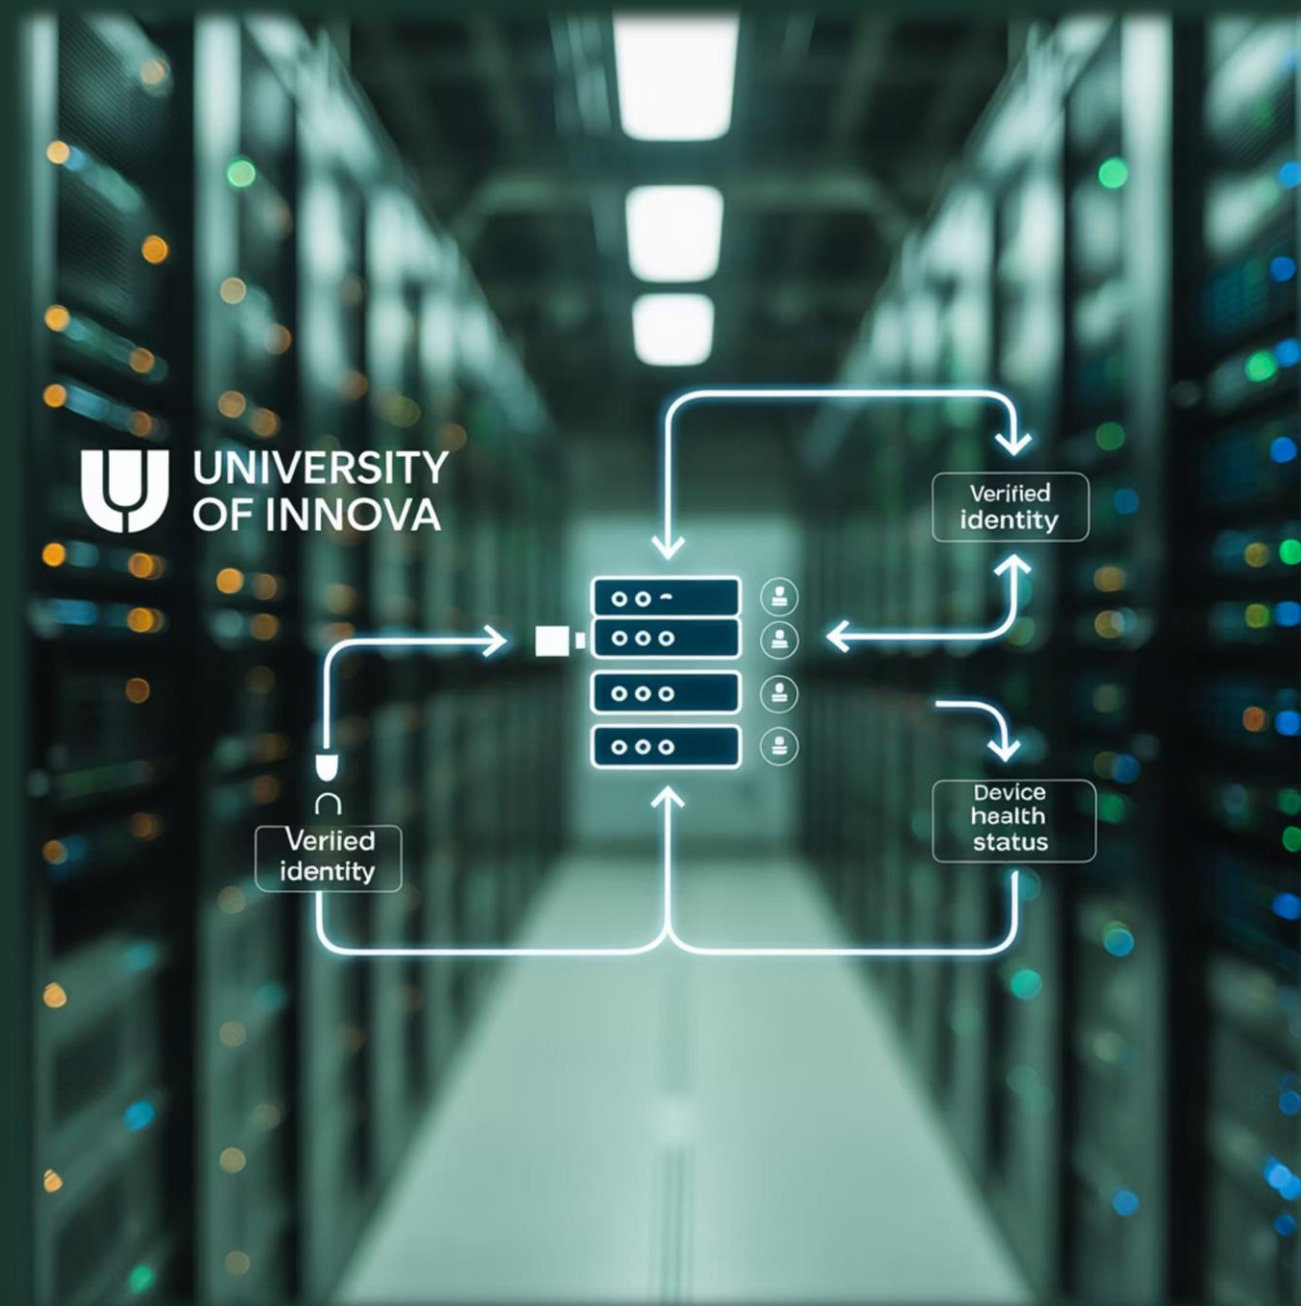 UNIVERSITY
OF INNOVA
Verified
identity
Device
health
status
Veriied
identity